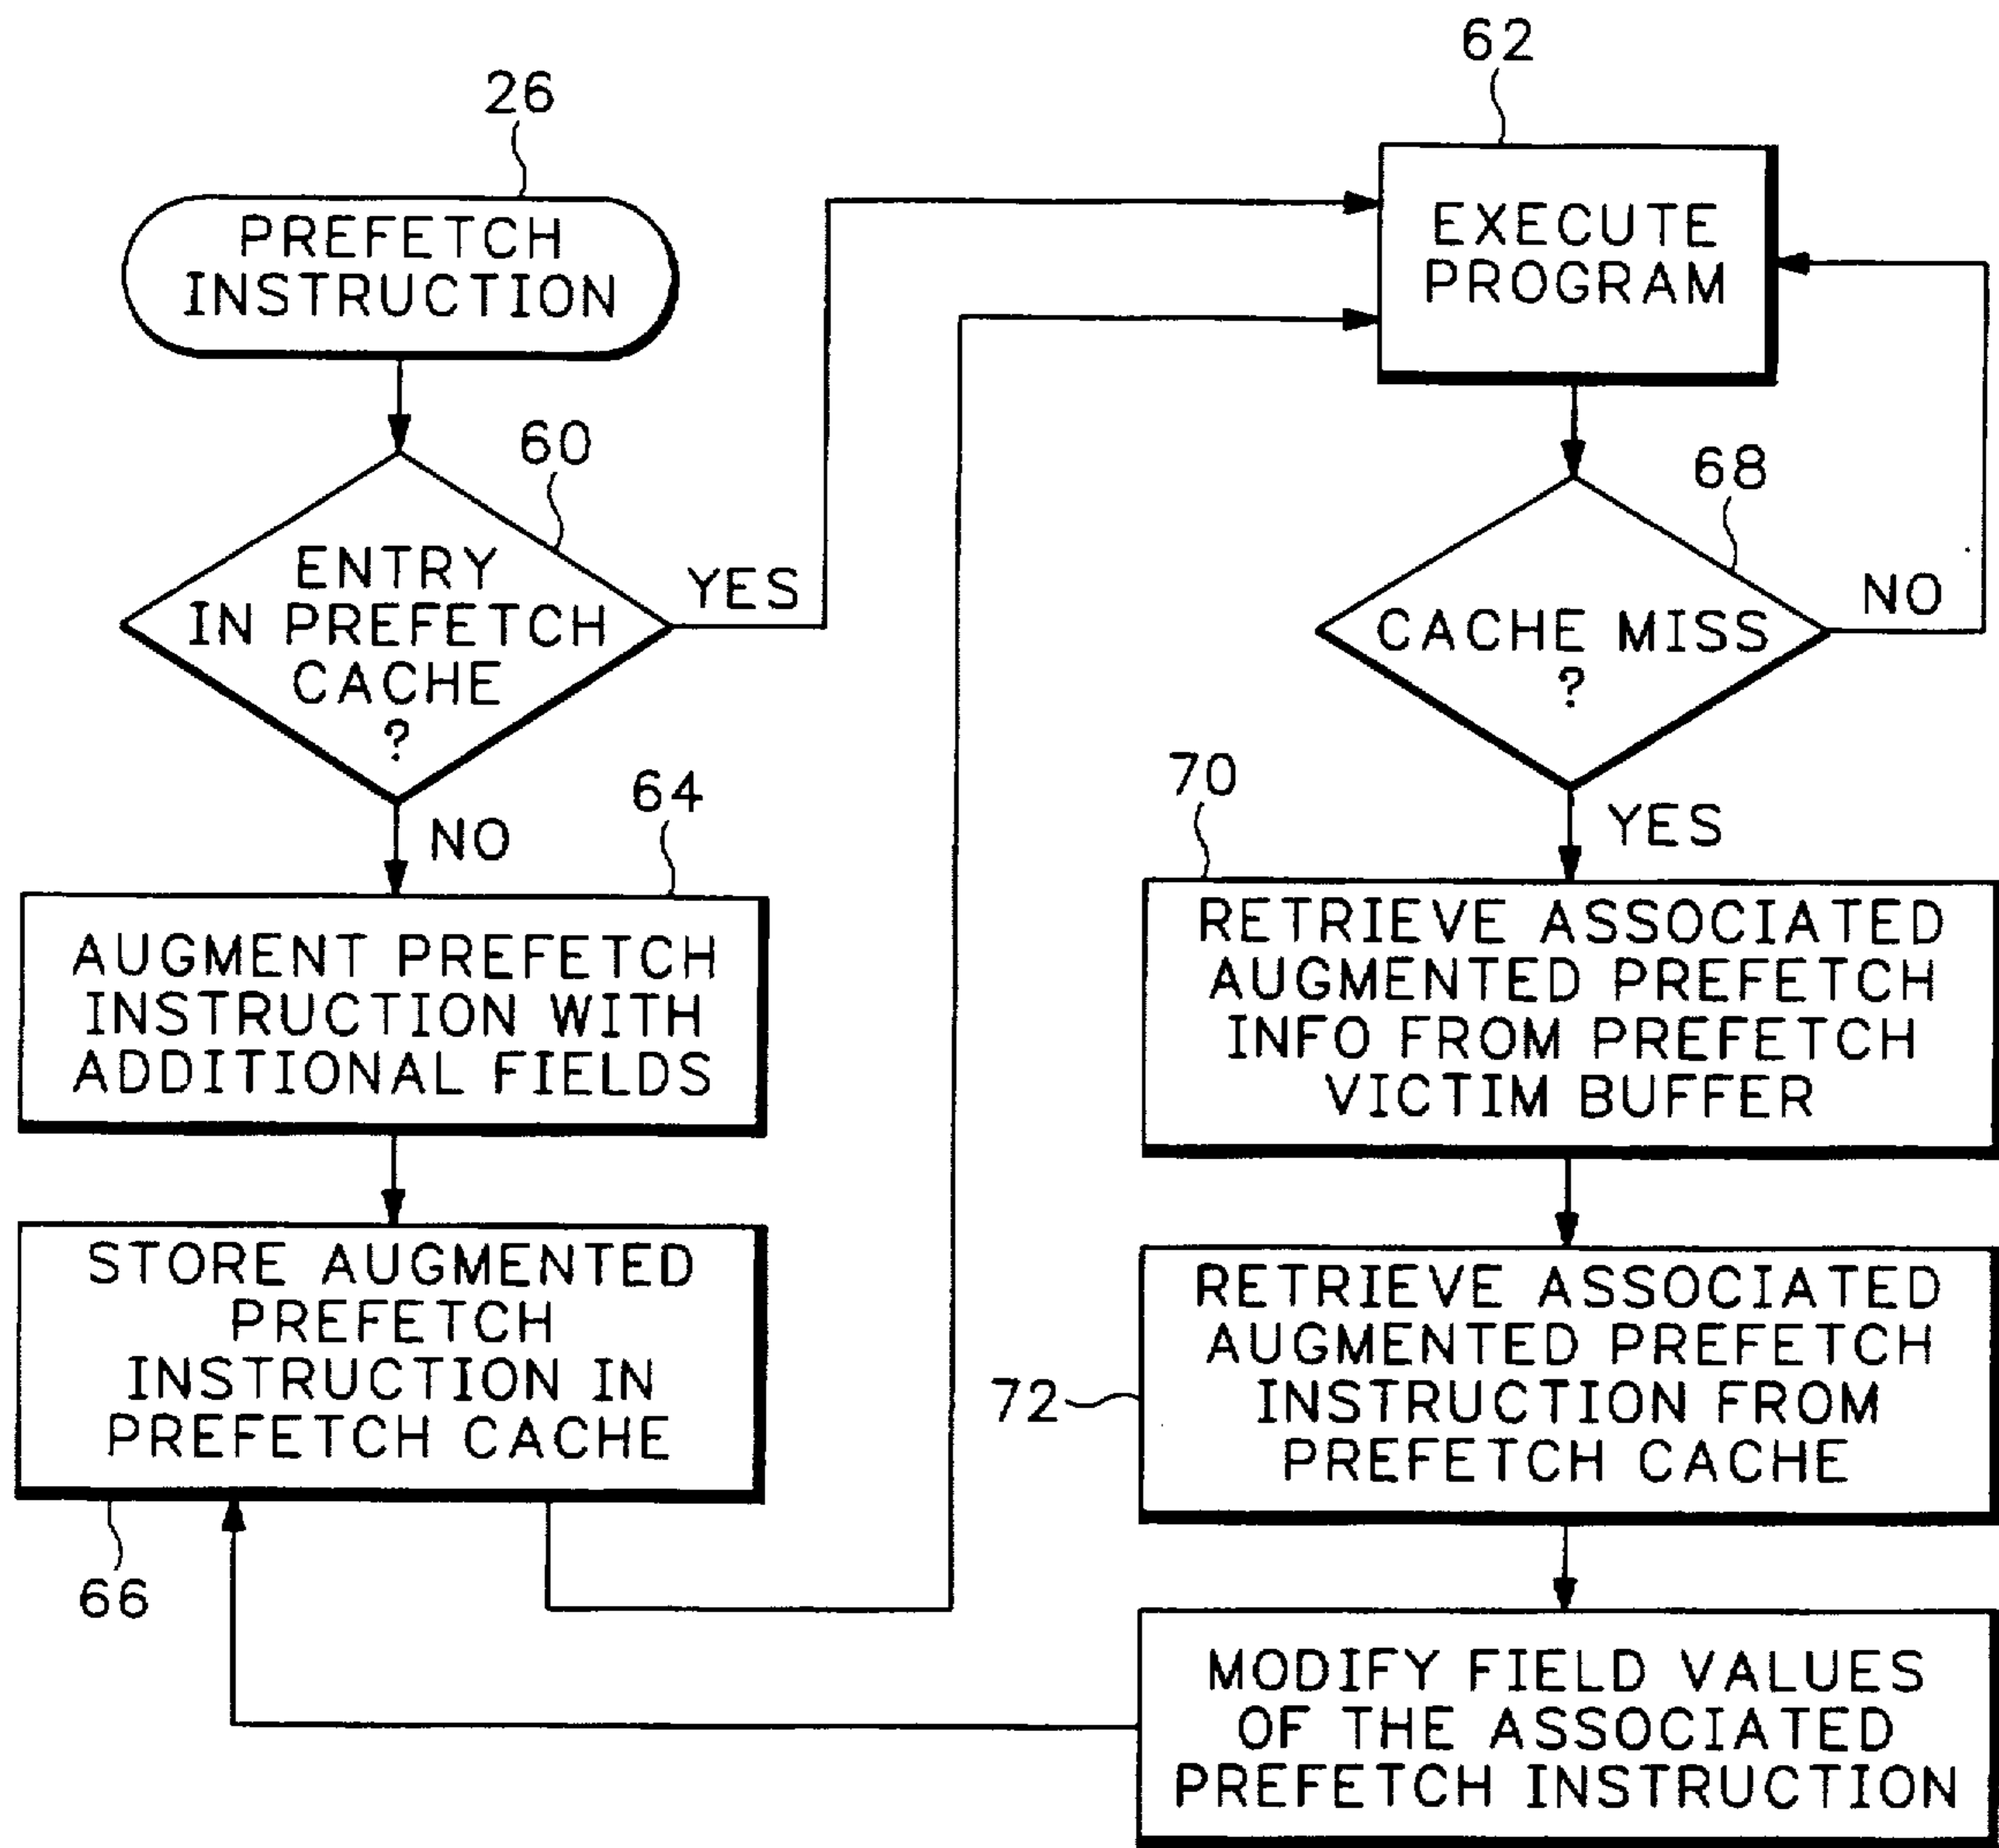 26
PREFETCH
INSTRUCTION
60
ENTRY
IN PREFETCH
CACHE
?
YES
NO
64
AUGMENT PREFETCH
INSTRUCTION WITH
ADDITIONAL FIELDS
STORE AUGMENTED
PREFETCH
INSTRUCTION IN
PREFETCH CACHE
66
62
EXECUTE
PROGRAM
68
CACHE MISS
?
NO
YES
70
RETRIEVE ASSOCIATED
AUGMENTED PREFETCH
INFO FROM PREFETCH
VICTIM BUFFER
72
RETRIEVE ASSOCIATED
AUGMENTED PREFETCH
INSTRUCTION FROM
PREFETCH CACHE
MODIFY FIELD VALUES
OF THE ASSOCIATED
PREFETCH INSTRUCTION